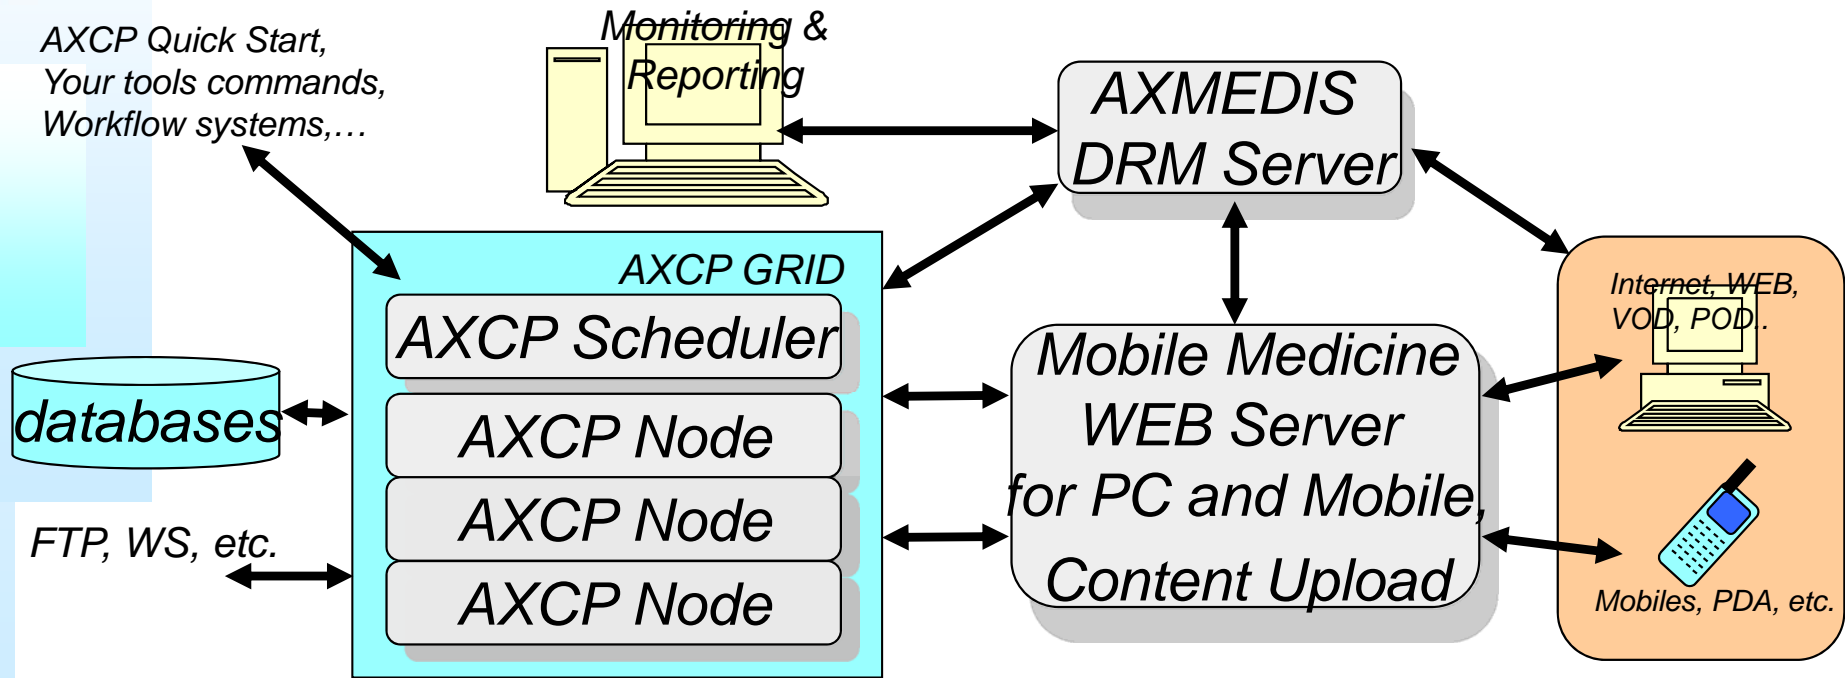 AXCP Quick Start,
Your tools commands,
Workflow systems,…
Monitoring &
Reporting
AXMEDIS
DRM Server
AXCP GRID
AXCP Scheduler
AXCP Node
AXCP Node
AXCP Node
databases
FTP, WS, etc.
Mobile Medicine
WEB Server
for PC and Mobile,
Content Upload
Internet, WEB,
VOD, POD..
Mobiles, PDA, etc.